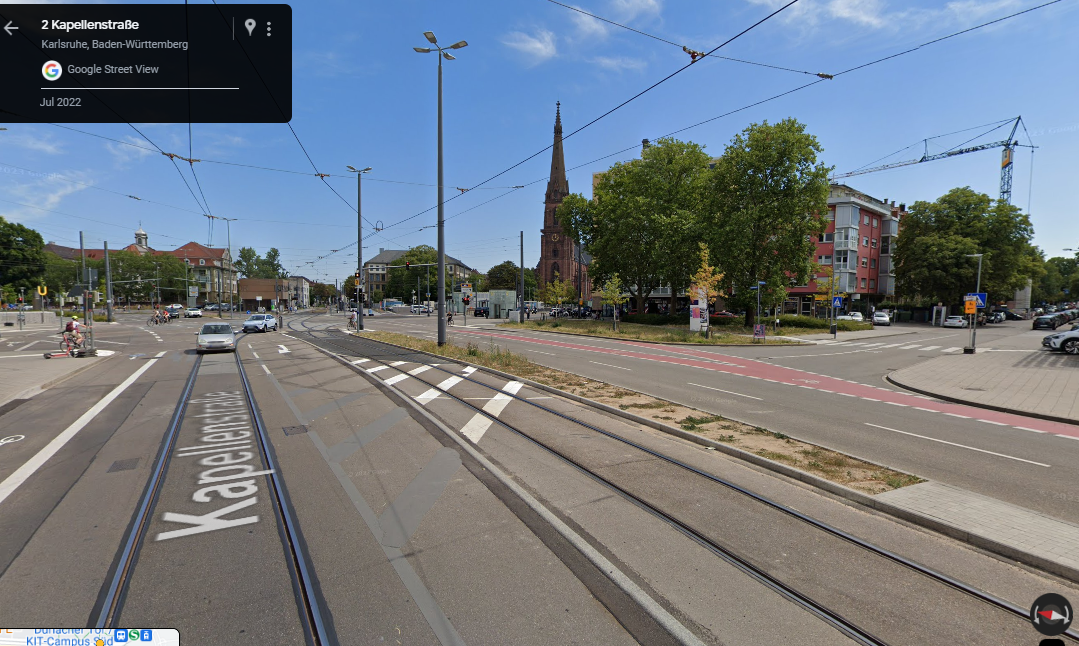 2 Kapellenstraße
Karlsruhe, Baden-Württemberg
Google Street View
Jul 2022
Kapellenstraße
U
P
Durlacher Tor /
KIT-Campus Süd
S